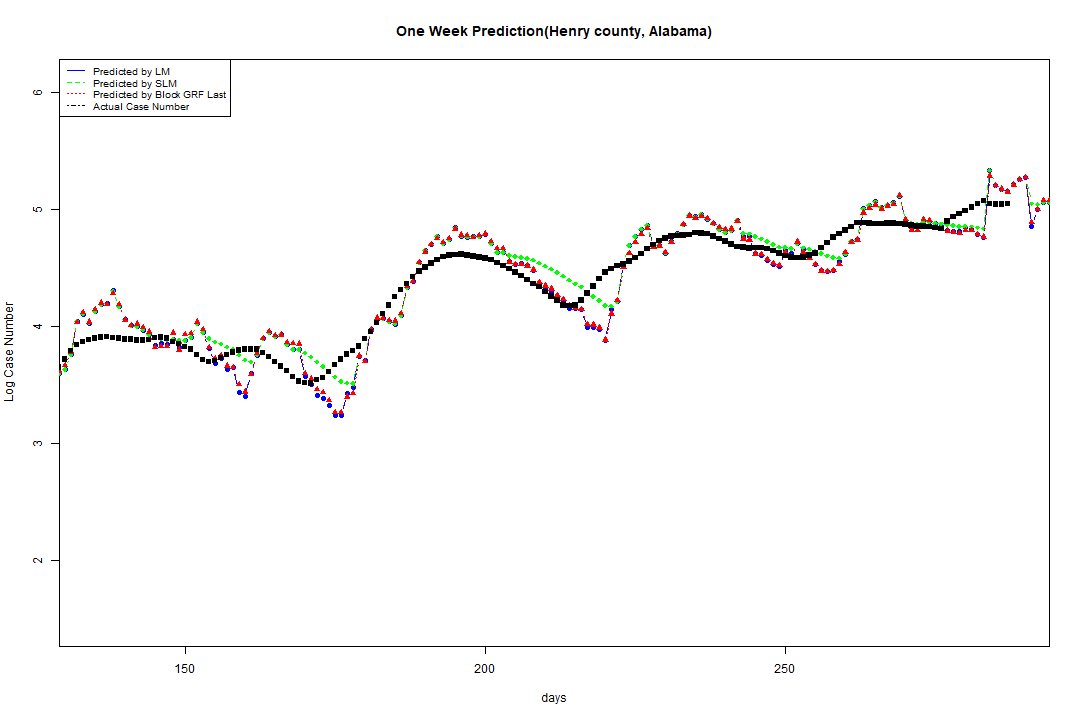 One Week Prediction(Henry county, Alabama)
Predicted by LM
Predicted by SLM
Predicted by Block GRF Last
Actual Case Number
6
5
4
3
2
Log Case Number
150
200
250
days